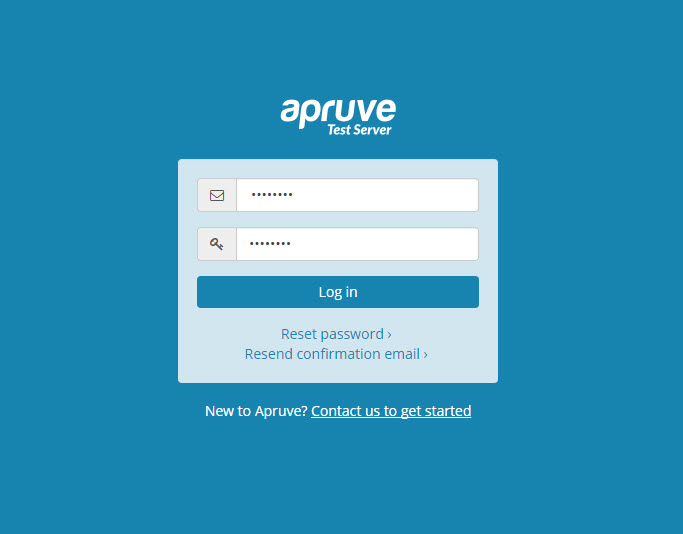 apruve
Test Server
••••••••
••••••••
Log in
Reset password ›
Resend confirmation email ›
New to Apruve? Contact us to get started